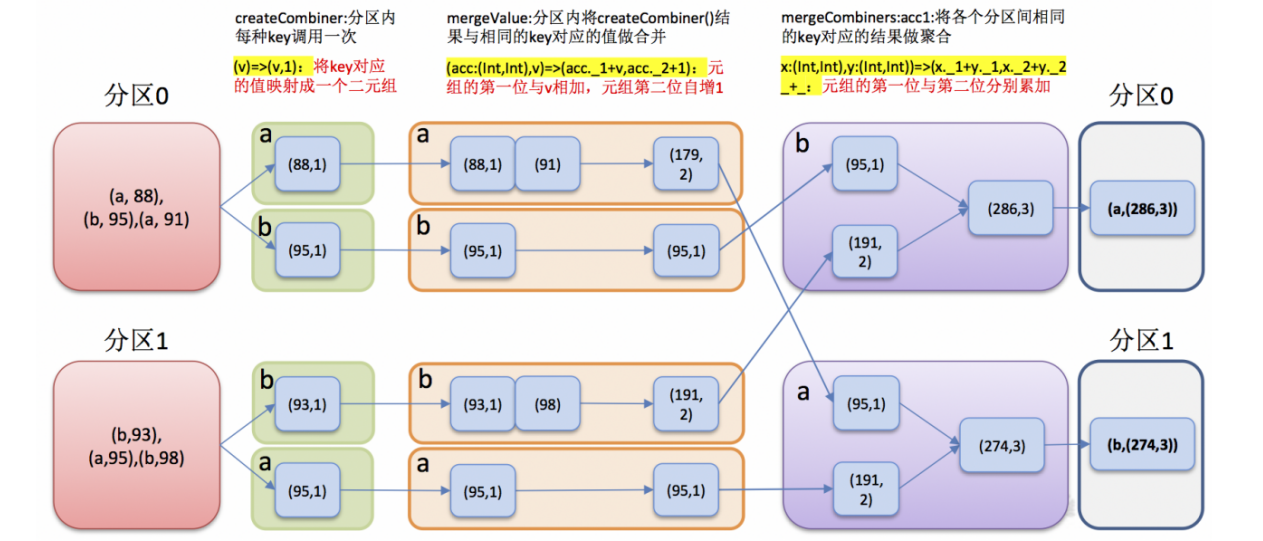 createCombiner:分区内
每种key调用一次
(v)=>(v,1)：将key对应
的值映射成一个二元组
mergeValue:分区内将createCombiner()结
果与相同的key对应的值做合并
(acc:(Int,Int),v)=>(acc._1+v,acc._2+1)：元
组的第一位与v相加，元组第二位自增1
mergeCombiners:acc1:将各个分区间相同
的key对应的结果做聚合
x:(Int,Int),y:(Int,Int))=>(x._1+y._1,x._2+y._2
_+_：元组的第一位与第二位分别累加
分区0
分区0
(a, 88),
(b, 95),(a, 91)
a
(88,1)
b
(95,1)
a
(88,1)
(91)
(179,
2)
b
(95,1)
(95,1)
b
(95,1)
(191,
2)
(286,3)
(a,(286,3))
分区1
分区1
(b,93),
(a,95),(b,98)
b
(93,1)
a
(95,1)
b
(93,1)
(98)
(191,
2)
a
(95,1)
(95,1)
a
(95,1)
(191,
2)
(274,3)
(b,(274,3))